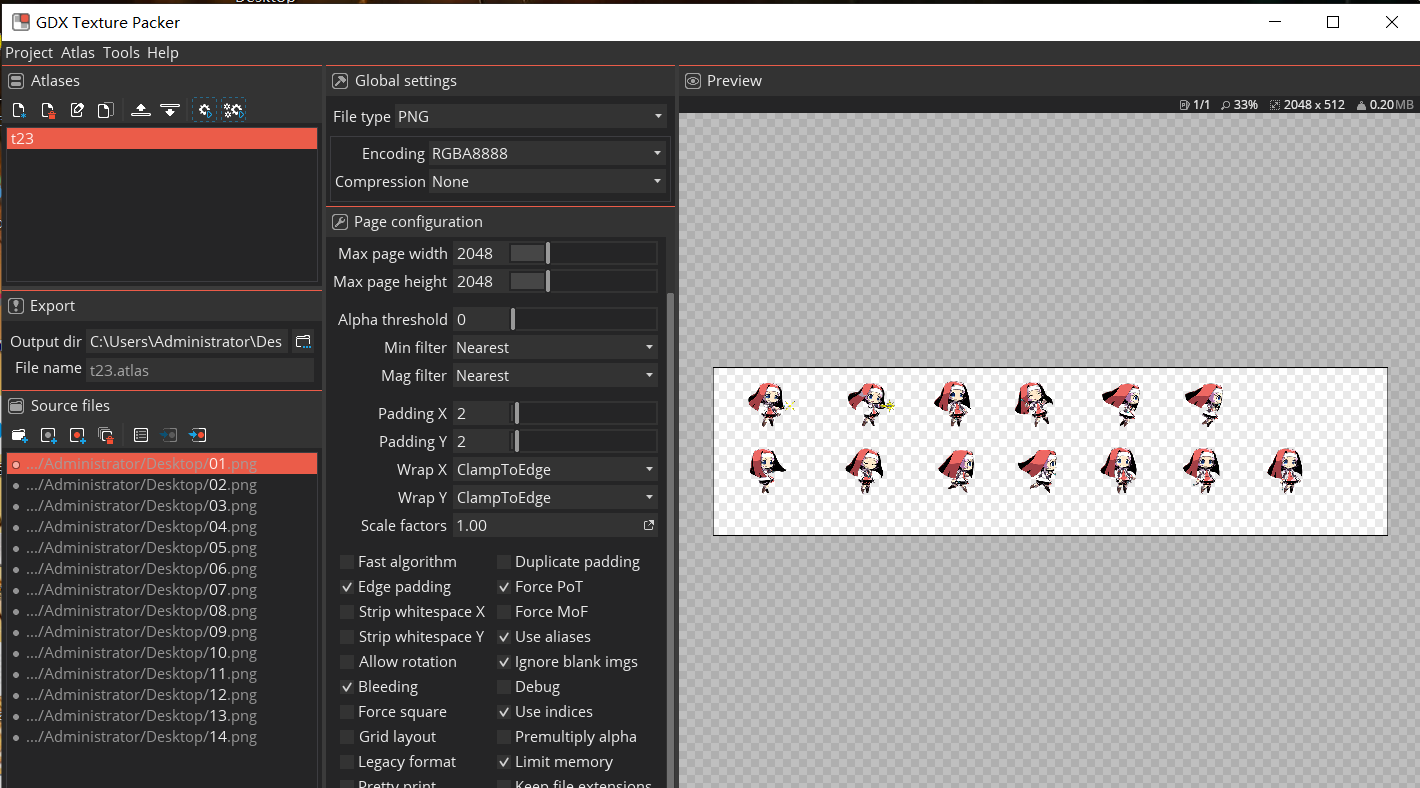 Desktop
GDX Texture Packer
Project Atlas Tools Help
Atlases
t23
Export
Output dir C:\Users\Administrator\Des
File name t23.atlas
Source files
.../Administrator/Desktop/01.png
.../Administrator/Desktop/02.png
.../Administrator/Desktop/03.png
.../Administrator/Desktop/04.png
.../Administrator/Desktop/05.png
.../Administrator/Desktop/06.png
.../Administrator/Desktop/07.png
.../Administrator/Desktop/08.png
.../Administrator/Desktop/09.png
.../Administrator/Desktop/10.png
.../Administrator/Desktop/11.png
.../Administrator/Desktop/12.png
.../Administrator/Desktop/13.png
.../Administrator/Desktop/14.png
Global settings
File type PNG
Encoding RGBA8888
Compression None
Page configuration
Max page width 2048
Max page height 2048
Alpha threshold 0
Min filter Nearest
Mag filter Nearest
Padding X 2
Padding Y 2
Wrap X ClampToEdge
Wrap Y ClampToEdge
Scale factors 1.00
Fast algorithm Duplicate padding
Edge padding Force PoT
Strip whitespace X Force MoF
Strip whitespace Y Use aliases
Allow rotation Ignore blank imgs
Bleeding Debug
Force square Use indices
Grid layout Premultiply alpha
Legacy format Limit memory
Pretty print Keep file extensions
Preview
1/1 33% 2048 x 512 0.20MB